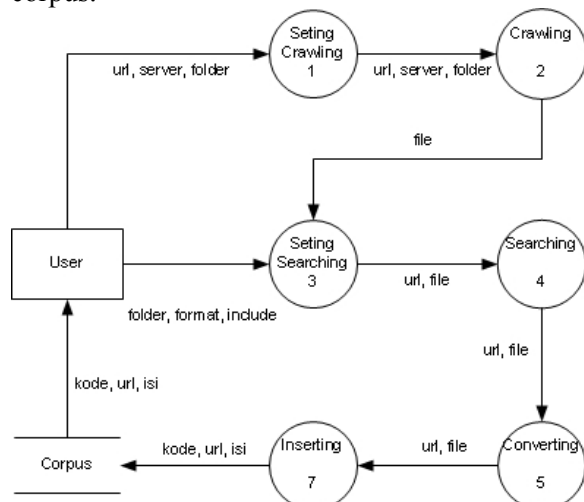 corpus.
Seting
Crawling
1
Crawling
2
url, server, folder
url, server, folder
file
User
Seting
Searching
3
Searching
4
url, file
folder, format, include
url, file
kode, url, isi
Corpus
kode, url, isi
Inserting
7
url, file
Converting
5